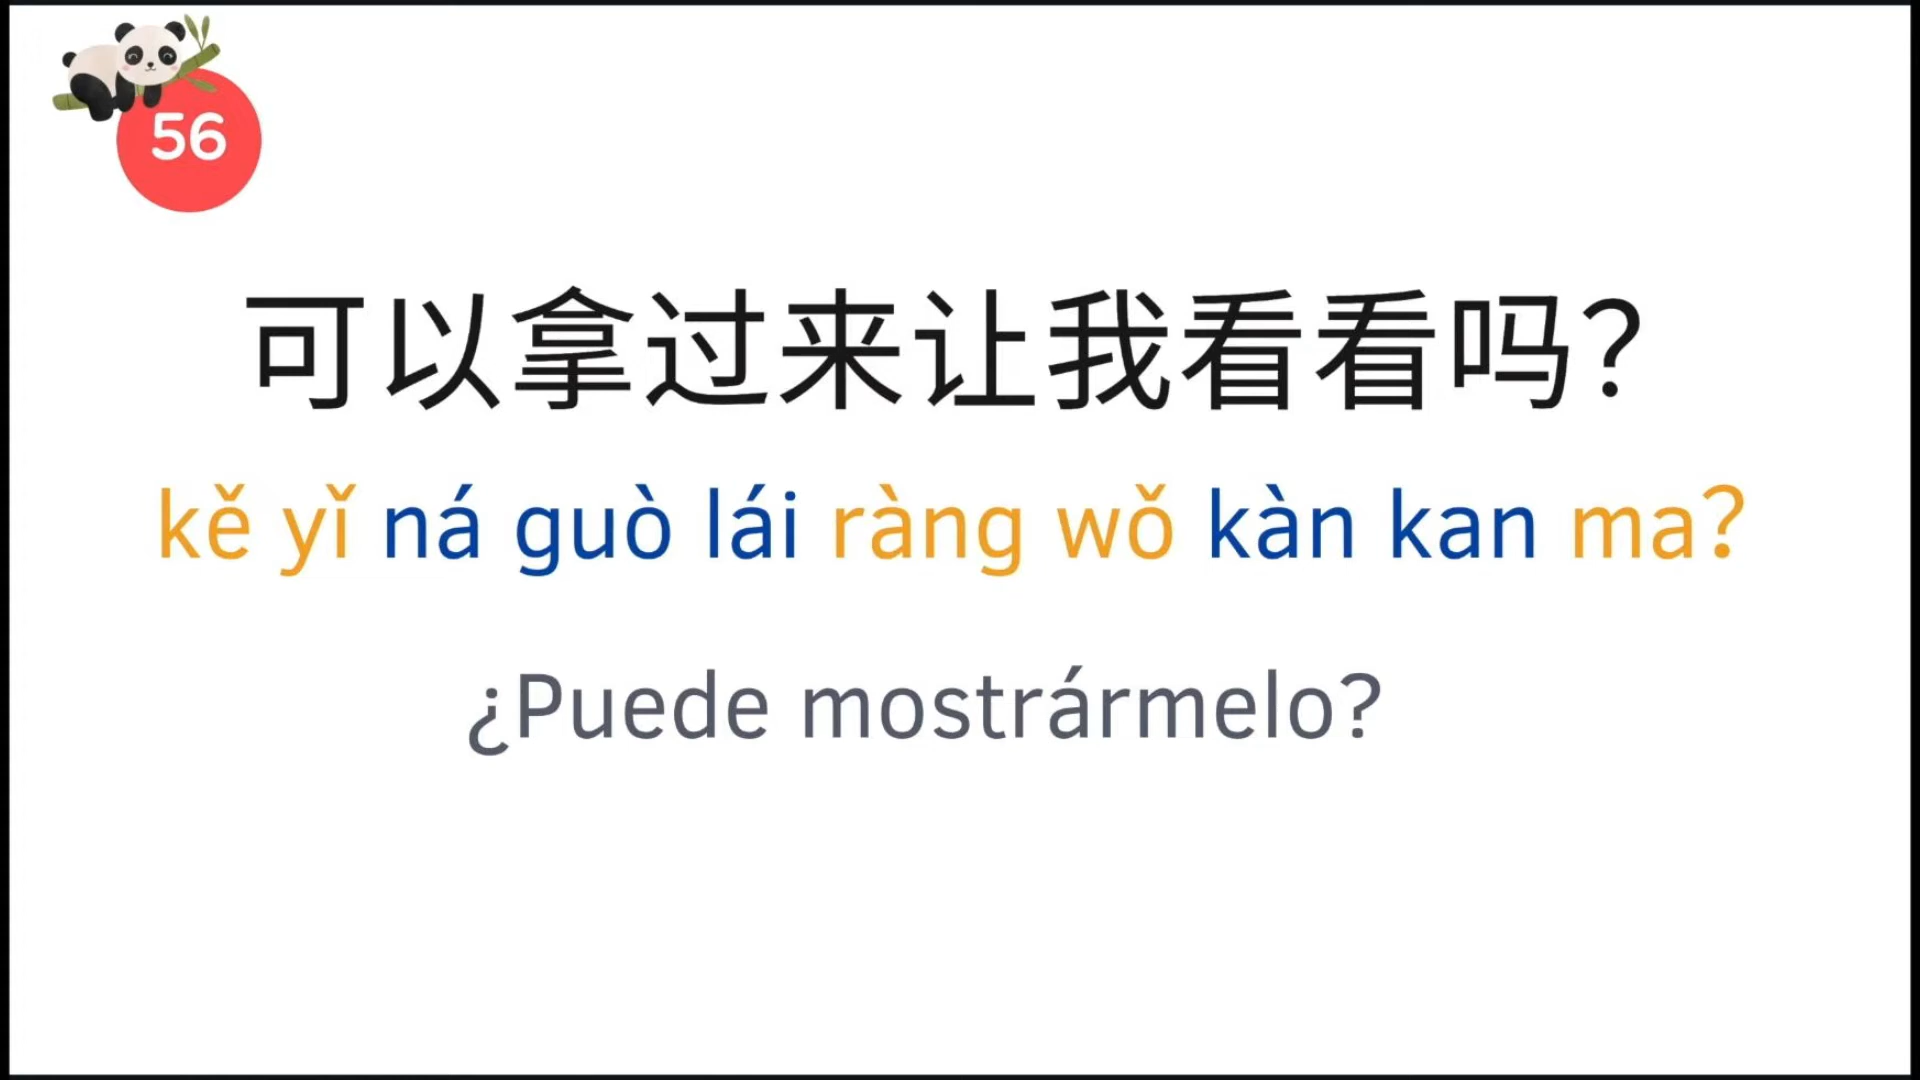 56
可以拿过来让我看看吗？
kě yǐ ná guò lái ràng wǒ kàn kan ma?
¿Puede mostrármelo?